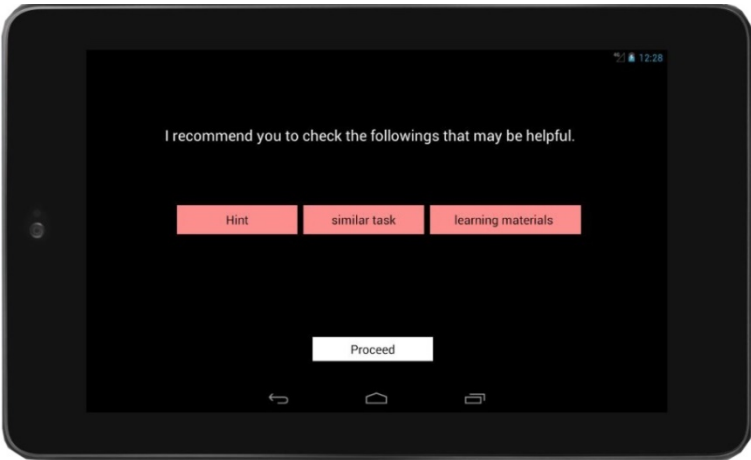 12:28
I recommend you to check the followings that may be helpful.
Hint similar task learning materials
Proceed